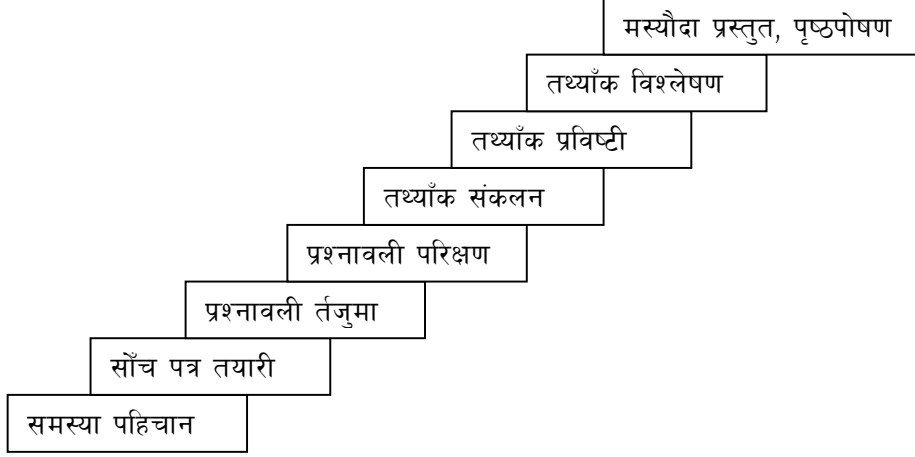 मस्यौदा प्रस्तुत, पृष्ठपोषण
तथ्याँक विश्लेषण
तथ्याँक प्रविष्टी
तथ्याँक संकलन
प्रश्नावली परिक्षण
प्रश्नावली र्तजुमा
सोँच पत्र तयारी
समस्या पहिचान